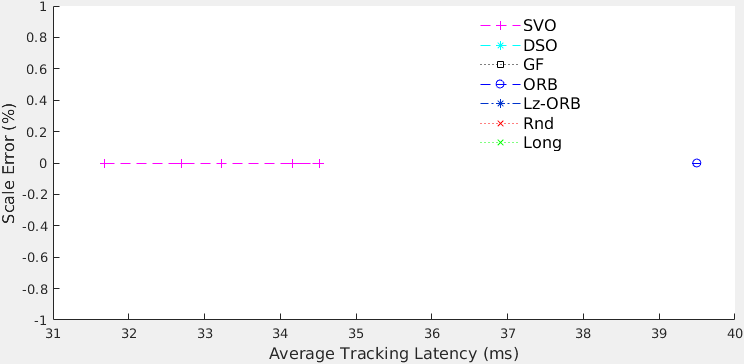 1
0.8
0.6
0.4
0.2
0
-0.2
-0.4
-0.6
-0.8
-1
Scale Error (%)
SVO
DSO
GF
ORB
Lz-ORB
Rnd
Long
31 32 33 34 35 36 37 38 39 40
Average Tracking Latency (ms)